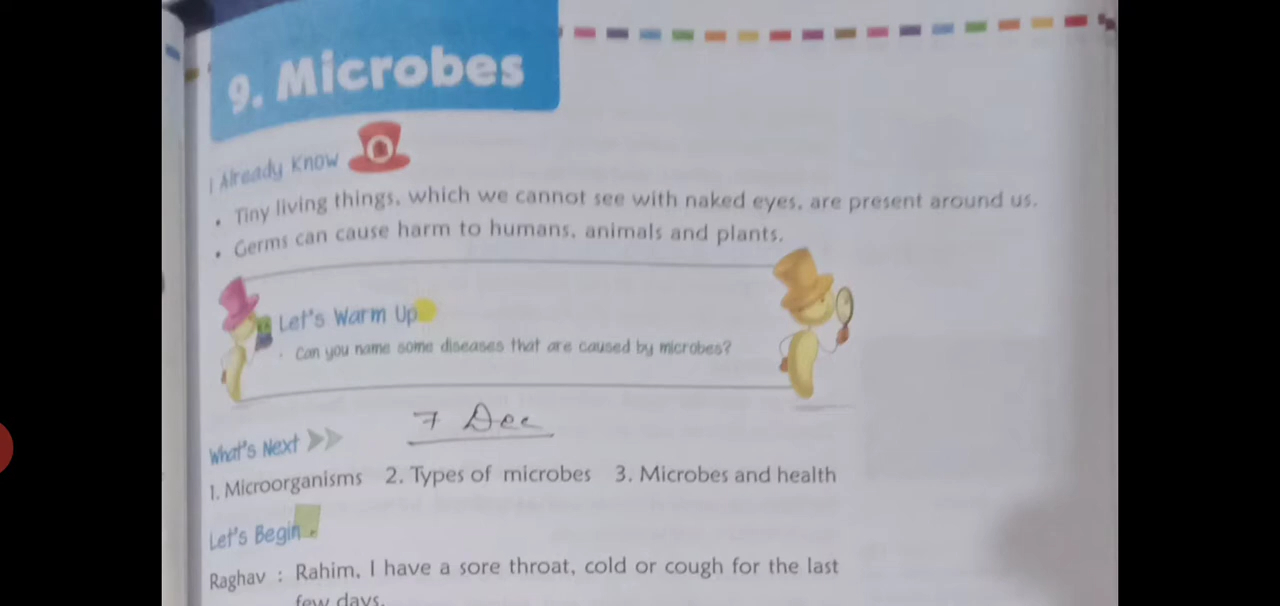 9. Microbes
I Already Know
• Tiny living things, which we cannot see with naked eyes, are present around us.
• Germs can cause harm to humans, animals and plants.
Let's Warm Up
· Can you name some diseases that are caused by microbes?
7 Dec
What's Next
1. Microorganisms 2. Types of microbes 3. Microbes and health
Let's Begin
Raghav : Rahim, I have a sore throat, cold or cough for the last
few days.